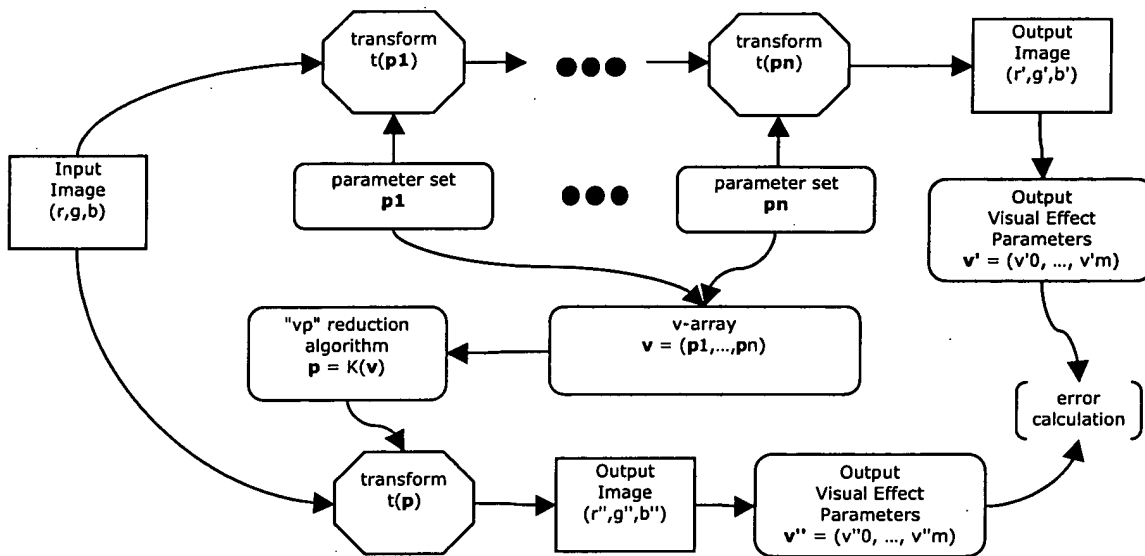 transform
t(p1)
transform
t(pn)
Output
Image
(r',g',b')
Input
Image
(r,g,b)
parameter set
p1
parameter set
pn
Output
Visual Effect
Parameters
v' = (v'0, ..., v'm)
"vp" reduction
algorithm
p = K(v)
v-array
v = (p1,...,pn)
error
calculation
transform
t(p)
Output
Image
(r'',g'',b'')
Output
Visual Effect
Parameters
v'' = (v''0, ..., v''m)